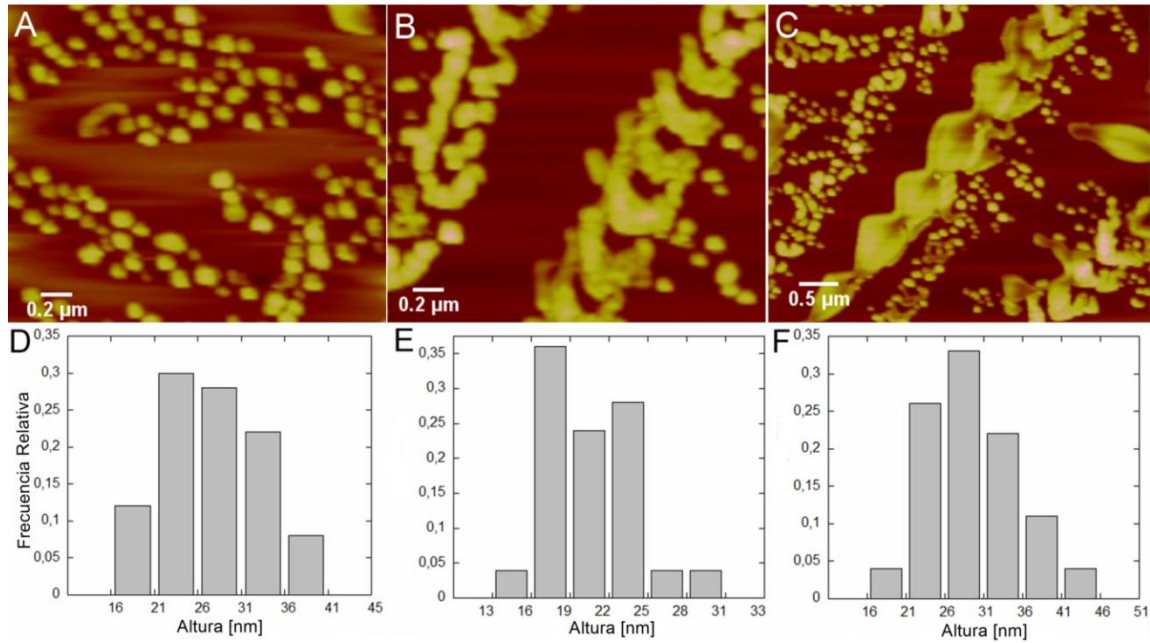 A
B
C
0.2 µm
0.2 µm
0.5 µm
D
E
F
Frecuencia Relativa
0,35
0,3
0,25
0,2
0,15
0,1
0,05
0
16 21 26 31 36 41 45
Altura [nm]
0,35
0,3
0,25
0,2
0,15
0,1
0,05
0
13 16 19 22 25 28 31 33
Altura [nm]
0,35
0,3
0,25
0,2
0,15
0,1
0,05
0
16 21 26 31 36 41 46 51
Altura [nm]